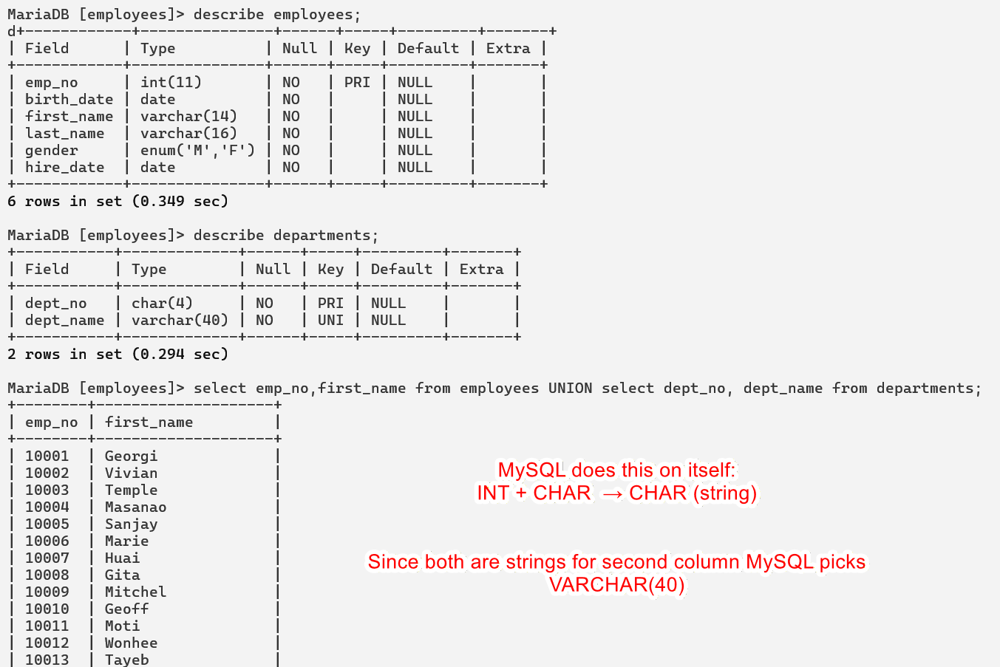 MariaDB [employees]> describe employees;
d+------------+---------------+------+-----+---------+-------+
| Field      | Type          | Null | Key | Default | Extra |
+------------+---------------+------+-----+---------+-------+
| emp_no     | int(11)       | NO   | PRI | NULL    |       |
| birth_date | date          | NO   |     | NULL    |       |
| first_name | varchar(14)   | NO   |     | NULL    |       |
| last_name  | varchar(16)   | NO   |     | NULL    |       |
| gender     | enum('M','F') | NO   |     | NULL    |       |
| hire_date  | date          | NO   |     | NULL    |       |
+------------+---------------+------+-----+---------+-------+
6 rows in set (0.349 sec)
MariaDB [employees]> describe departments;
+-----------+-------------+------+-----+---------+-------+
| Field     | Type        | Null | Key | Default | Extra |
+-----------+-------------+------+-----+---------+-------+
| dept_no   | char(4)     | NO   | PRI | NULL    |       |
| dept_name | varchar(40) | NO   | UNI | NULL    |       |
+-----------+-------------+------+-----+---------+-------+
2 rows in set (0.294 sec)
MariaDB [employees]> select emp_no,first_name from employees UNION select dept_no, dept_name from departments;
+--------+--------------------+
| emp_no | first_name         |
+--------+--------------------+
| 10001  | Georgi             |
| 10002  | Vivian             |
| 10003  | Temple             |
| 10004  | Masanao            |
| 10005  | Sanjay             |
| 10006  | Marie              |
| 10007  | Huai               |
| 10008  | Gita               |
| 10009  | Mitchel            |
| 10010  | Geoff              |
| 10011  | Moti               |
| 10012  | Wonhee             |
| 10013  | Tayeb              |
MySQL does this on itself:
INT + CHAR → CHAR (string)
Since both are strings for second column MySQL picks
VARCHAR(40)